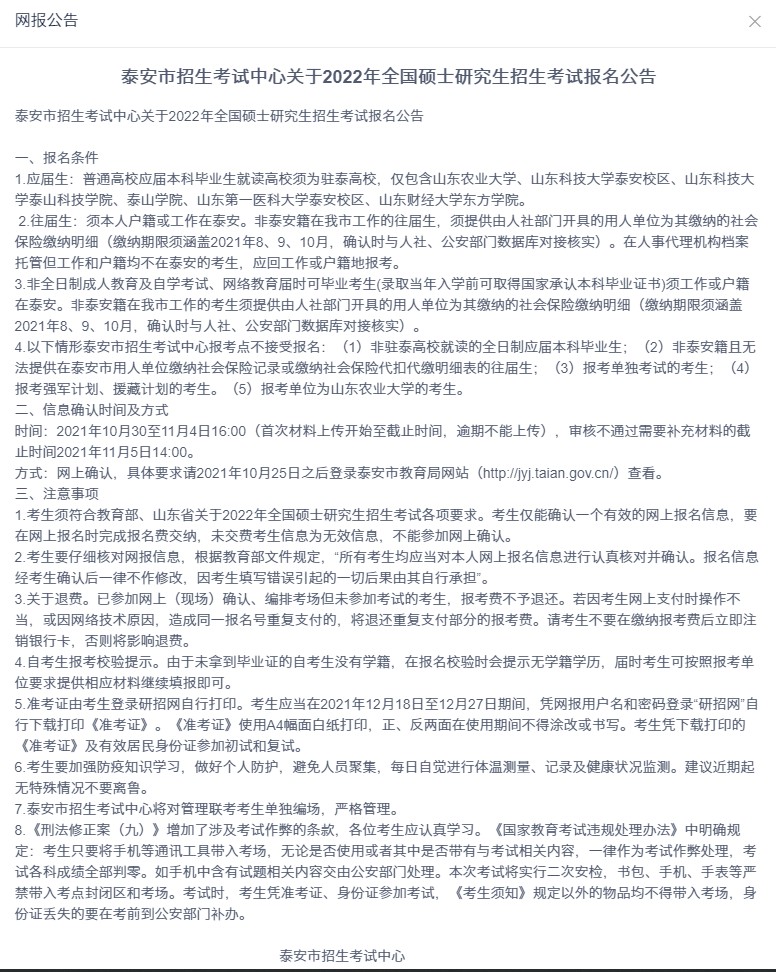 网报公告
泰安市招生考试中心关于2022年全国硕士研究生招生考试报名公告
泰安市招生考试中心关于2022年全国硕士研究生招生考试报名公告
一、报名条件
1.应届生：普通高校应届本科毕业生就读高校须为驻泰高校，仅包含山东农业大学、山东科技大学泰安校区、山东科技大
学泰山科技学院、泰山学院、山东第一医科大学泰安校区、山东财经大学东方学院。
2.往届生：须本人户籍或工作在泰安。非泰安籍在我市工作的往届生，须提供由人社部门开具的用人单位为其缴纳的社会
保险缴纳明细（缴纳期限须涵盖2021年8、9、10月，确认时与人社、公安部门数据库对接核实）。在人事代理机构档案
托管但工作和户籍均不在泰安的考生，应回工作或户籍地报考。
3.非全日制成人教育及自学考试、网络教育届时可毕业考生(录取当年入学前可取得国家承认本科毕业证书)须工作或户籍
在泰安。非泰安籍在我市工作的考生须提供由人社部门开具的用人单位为其缴纳的社会保险缴纳明细（缴纳期限须涵盖
2021年8、9、10月，确认时与人社、公安部门数据库对接核实）。
4.以下情形泰安市招生考试中心报考点不接受报名：（1）非驻泰高校就读的全日制应届本科毕业生；（2）非泰安籍且无
法提供在泰安市用人单位缴纳社会保险记录或缴纳社会保险代扣代缴明细表的往届生；（3）报考单独考试的考生；（4）
报考强军计划、援藏计划的考生。（5）报考单位为山东农业大学的考生。
二、信息确认时间及方式
时间：2021年10月30至11月4日16:00（首次材料上传开始至截止时间，逾期不能上传），审核不通过需要补充材料的截
止时间2021年11月5日14:00。
方式：网上确认，具体要求请2021年10月25日之后登录泰安市教育局网站（http://jyj.taian.gov.cn/）查看。
三、注意事项
1.考生须符合教育部、山东省关于2022年全国硕士研究生招生考试各项要求。考生仅能确认一个有效的网上报名信息，要
在网上报名时完成报名费交纳，未交费考生信息为无效信息，不能参加网上确认。
2.考生要仔细核对网报信息，根据教育部文件规定，“所有考生均应当对本人网上报名信息进行认真核对并确认。报名信息
经考生确认后一律不作修改，因考生填写错误引起的一切后果由其自行承担”。
3.关于退费。已参加网上（现场）确认、编排考场但未参加考试的考生，报考费不予退还。若因考生网上支付时操作不
当，或因网络技术原因，造成同一报名号重复支付的，将退还重复支付部分的报考费。请考生不要在缴纳报考费后立即注
销银行卡，否则将影响退费。
4.自考生报考校验提示。由于未拿到毕业证的自考生没有学籍，在报名校验时会提示无学籍学历，届时考生可按照报考单
位要求提供相应材料继续填报即可。
5.准考证由考生登录研招网自行打印。考生应当在2021年12月18日至12月27日期间，凭网报用户名和密码登录“研招网”自
行下载打印《准考证》。《准考证》使用A4幅面白纸打印，正、反两面在使用期间不得涂改或书写。考生凭下载打印的
《准考证》及有效居民身份证参加初试和复试。
6.考生要加强防疫知识学习，做好个人防护，避免人员聚集，每日自觉进行体温测量、记录及健康状况监测。建议近期起
无特殊情况不要离鲁。
7.泰安市招生考试中心将对管理联考考生单独编场，严格管理。
8.《刑法修正案（九）》增加了涉及考试作弊的条款，各位考生应认真学习。《国家教育考试违规处理办法》中明确规
定：考生只要将手机等通讯工具带入考场，无论是否使用或者其中是否带有与考试相关内容，一律作为考试作弊处理，考
试各科成绩全部判零。如手机中含有试题相关内容交由公安部门处理。本次考试将实行二次安检，书包、手机、手表等严
禁带入考点封闭区和考场。考试时，考生凭准考证、身份证参加考试，《考生须知》规定以外的物品均不得带入考场，身
份证丢失的要在考前到公安部门补办。
泰安市招生考试中心